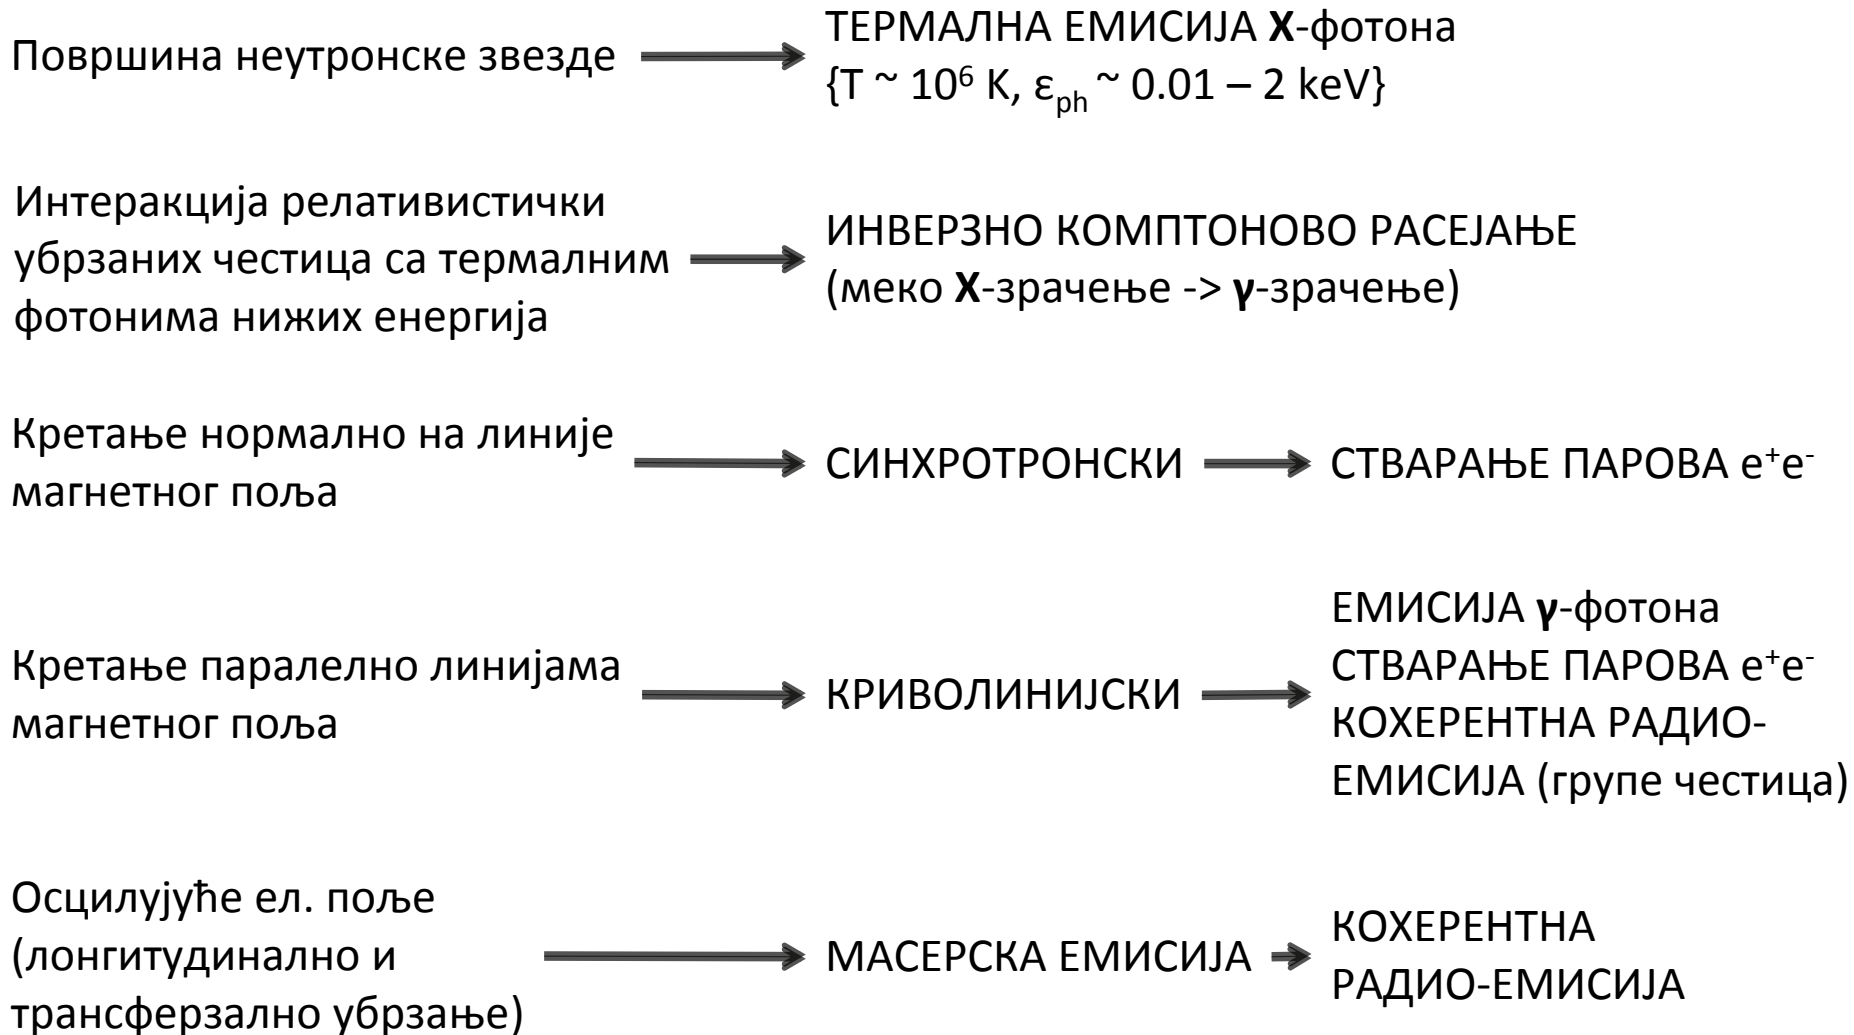 Површина неутронске звезде
ТЕРМАЛНА ЕМИСИЈА X-фотона
{T ~ 10⁶ K, εph ~ 0.01 – 2 keV}
Интеракција релативистички
убрзаних честица са термалним
фотонима нижих енергија
ИНВЕРЗНО КОМПТОНОВО РАСЕЈАЊЕ
(меко X-зрачење -> γ-зрачење)
Кретање нормално на линије
магнетног поља
СИНХРОТРОНСКИ
СТВАРАЊЕ ПАРОВА e⁺e⁻
Кретање паралелно линијама
магнетног поља
КРИВОЛИНИЈСКИ
ЕМИСИЈА γ-фотона
СТВАРАЊЕ ПАРОВА e⁺e⁻
КОХЕРЕНТНА РАДИО-
ЕМИСИЈА (групе честица)
Осцилујуће ел. поље
(лонгитудинално и
трансферзално убрзање)
МАСЕРСКА ЕМИСИЈА
КОХЕРЕНТНА
РАДИО-ЕМИСИЈА